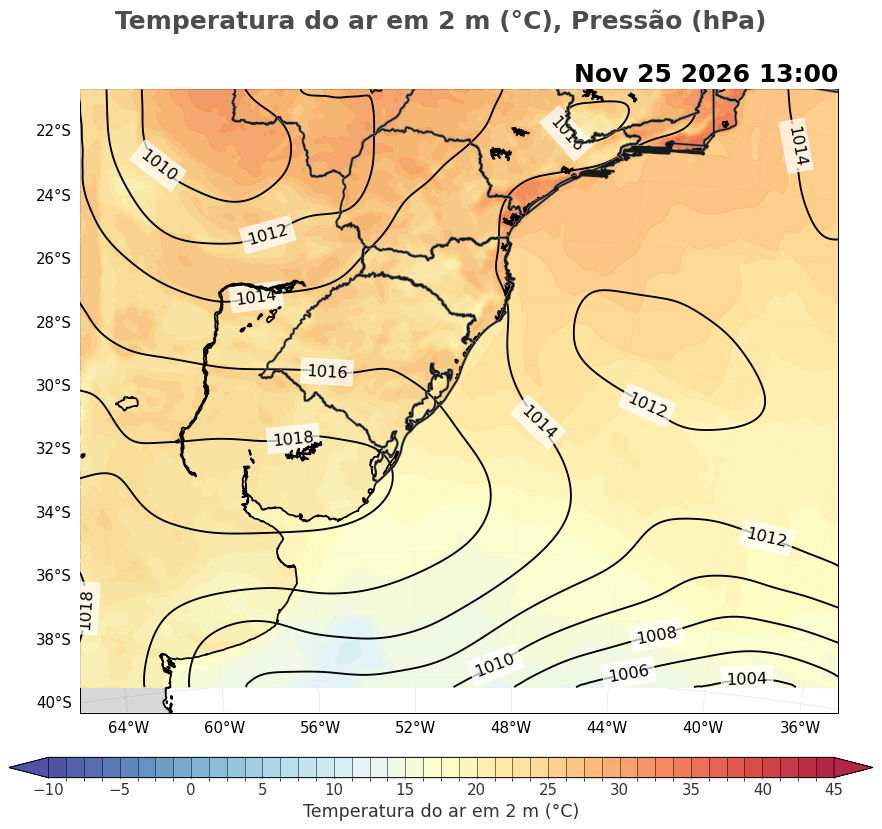 Temperatura do ar em 2 m (°C), Pressão (hPa)
Nov 25 2026 13:00
22°S
24°S
26°S
28°S
30°S
32°S
34°S
36°S
38°S
40°S
1010
1012
1014
1016
1018
1018
1016
1014
1012
1014
1012
1010
1008
1006
1004
64°W 60°W 56°W 52°W 48°W 44°W 40°W 36°W
−10 −5 0 5 10 15 20 25 30 35 40 45
Temperatura do ar em 2 m (°C)